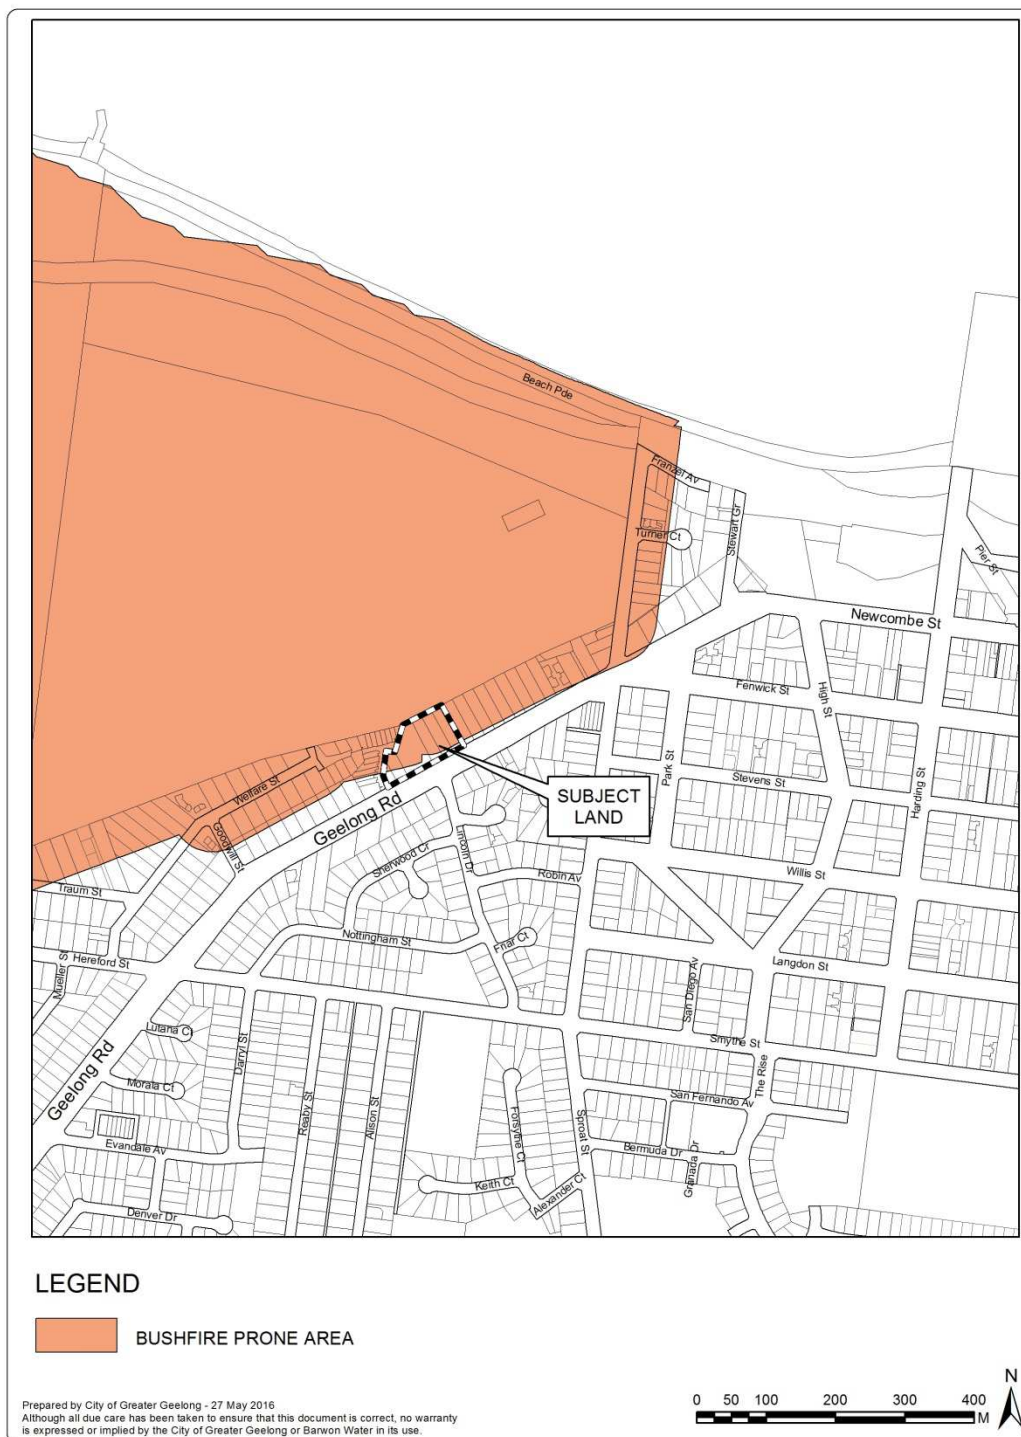 Beach Pde
Franzel Av
Turner Ct
Stewart Gr
Pier St
Newcombe St
Fenwick St
High St
Park St
Stevens St
Harding St
SUBJECT
LAND
Welfare St
Goodwill St
Geelong Rd
Lincoln Dr
Sherwood Cr
Robin Av
Willis St
Traum St
Nottingham St
Friar Ct
Hereford St
Mueller St
Langdon St
San Diego Av
Smythe St
Lutana Ct
Darryl St
The Rise
Geelong Rd
Morala Ct
Reaby St
Alison St
San Fernando Av
Forsythe Ct
Sproat St
Evandale Av
Bermuda Dr
Granada Dr
Keith Ct
Alexander Ct
Denver Dr
LEGEND
BUSHFIRE PRONE AREA
N
Prepared by City of Greater Geelong - 27 May 2016
Although all due care has been taken to ensure that this document is correct, no warranty
is expressed or implied by the City of Greater Geelong or Barwon Water in its use.
0 50 100 200 300 400
M